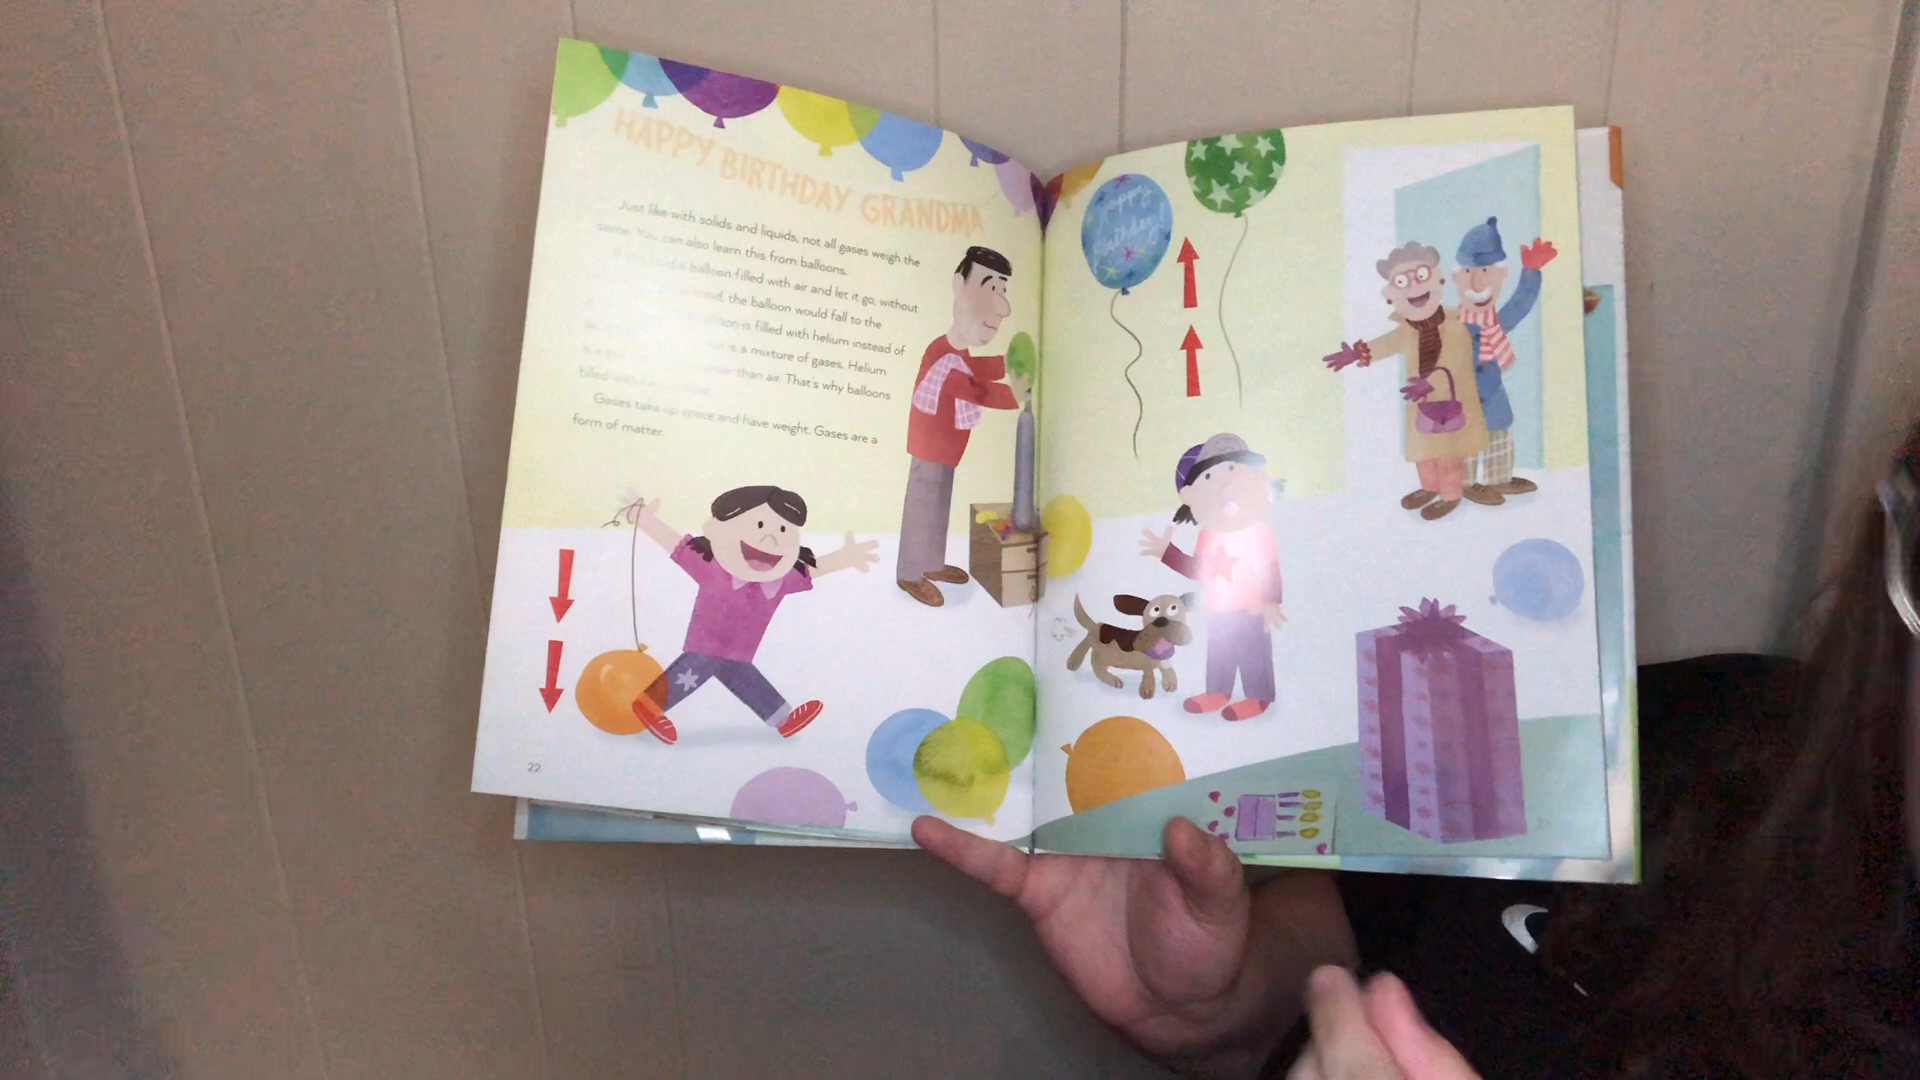 HAPPY BIRTHDAY GRANDMA
Just like with solids and liquids, not all gases weigh the
same. You can also learn this from balloons.
a balloon filled with air and let it go, without
the balloon would fall to the
is filled with helium instead of
is a mixture of gases. Helium
is a than air. That's why balloons
filled with
Gases take up space and have weight. Gases are a
form of matter.
22
Happy
Birthday!